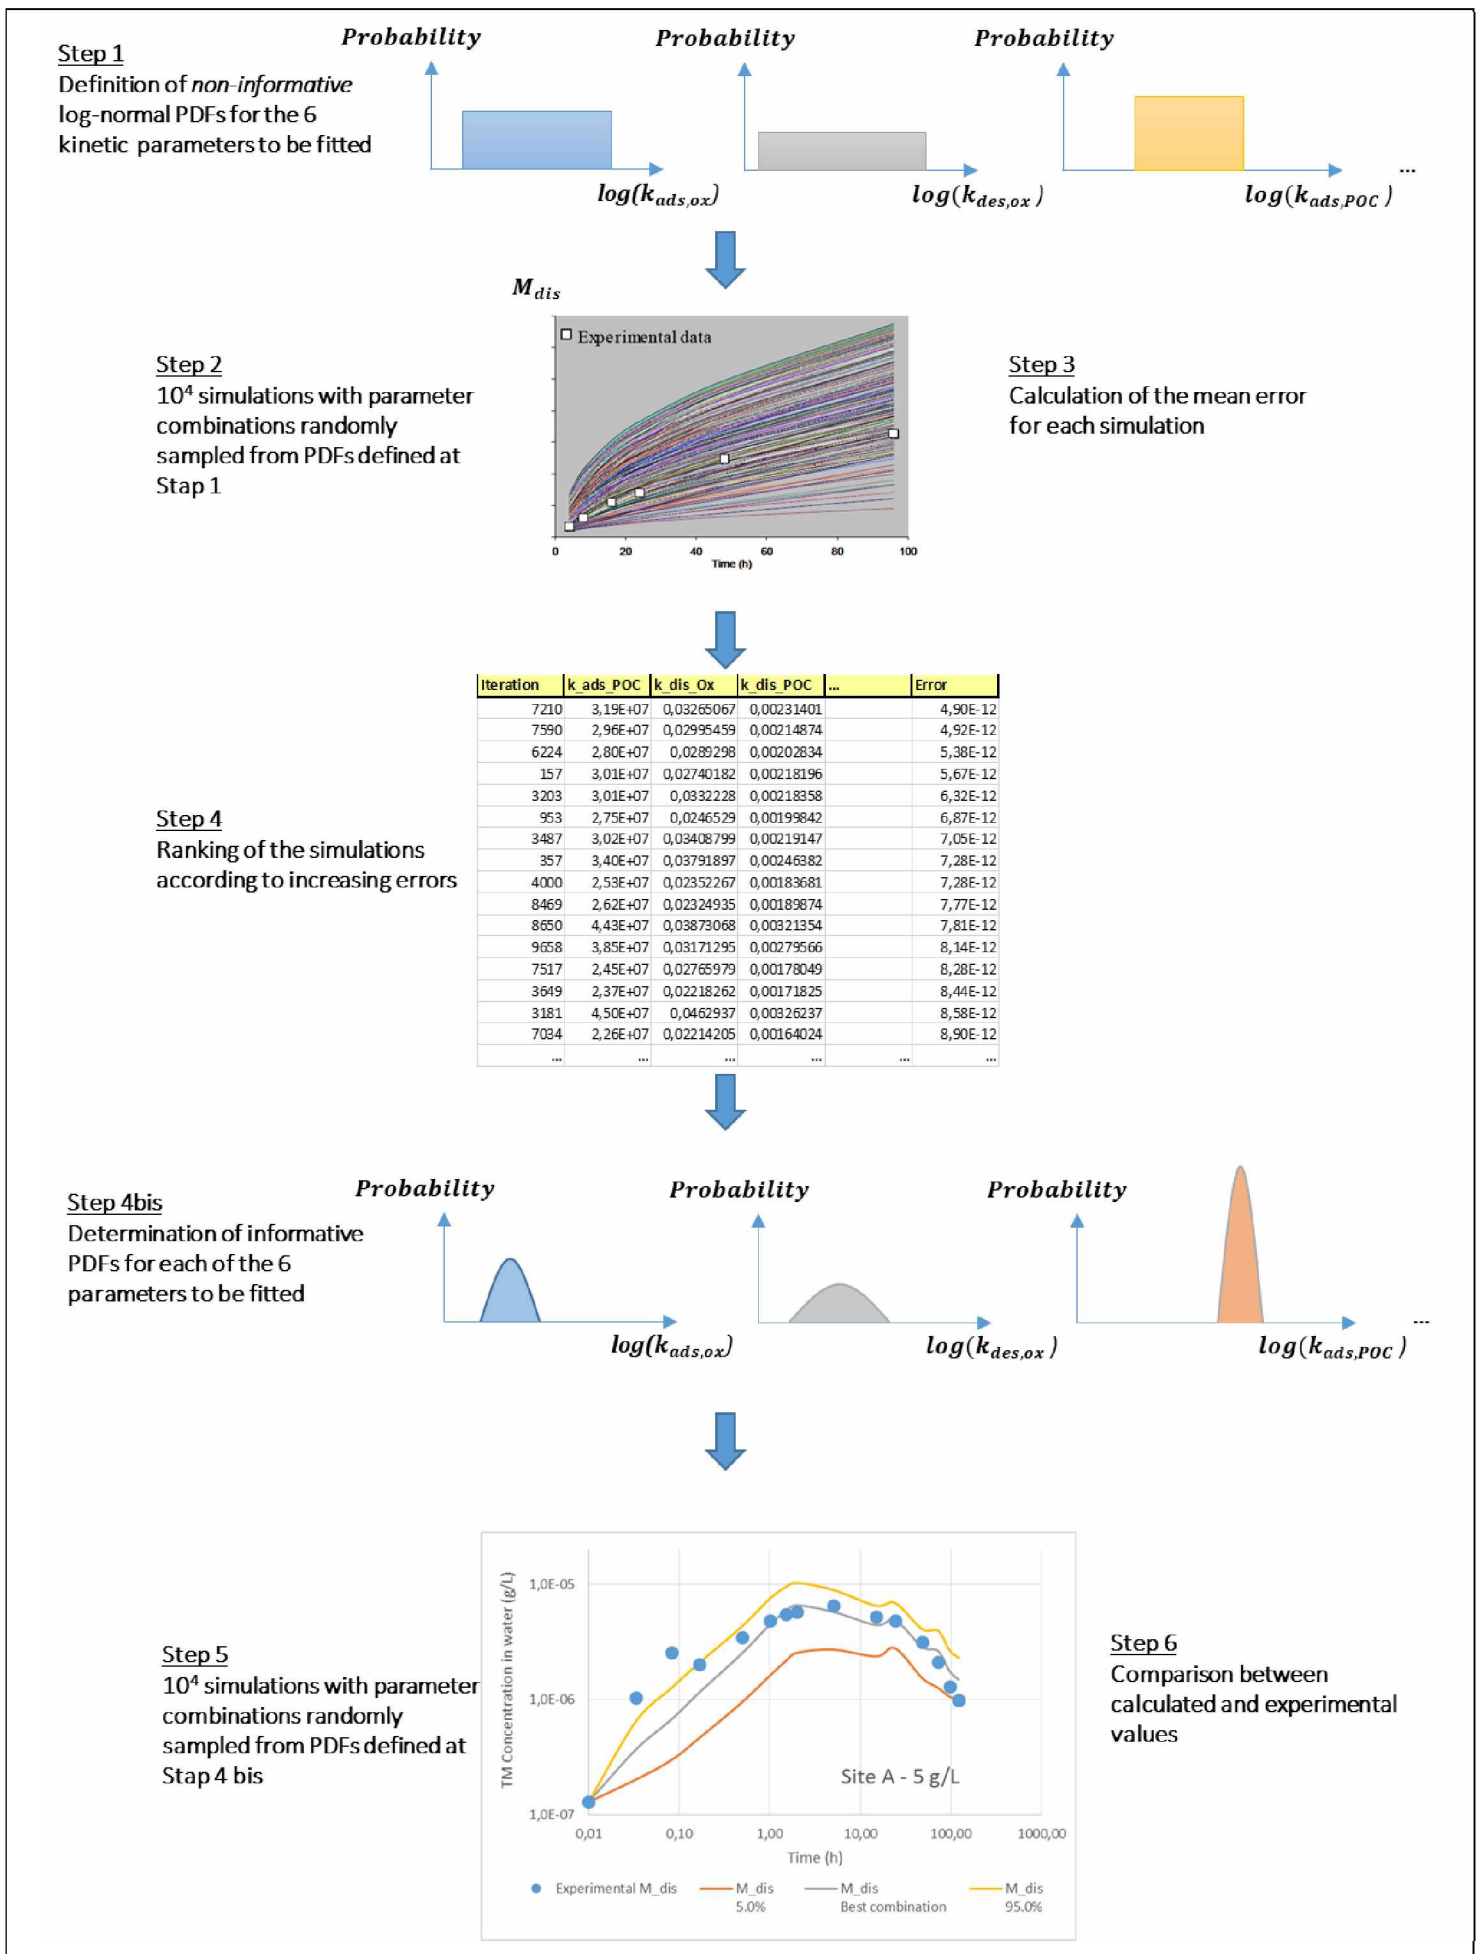 Step 1
Definition of non-informative
log-normal PDFs for the 6
kinetic parameters to be fitted
Probability
log(k_ads,ox)
Probability
log(k_des,ox)
Probability
log(k_ads,POC)
...
Step 2
10⁴ simulations with parameter
combinations randomly
sampled from PDFs defined at
Stap 1
M_dis
Experimental data
0 20 40 60 80 100
Time (h)
Step 3
Calculation of the mean error
for each simulation
Step 4
Ranking of the simulations
according to increasing errors
Iteration k_ads_POC k_dis_Ox k_dis_POC ... Error
7210 3,19E+07 0,03265067 0,00231401 4,90E-12
7590 2,96E+07 0,02995459 0,00214874 4,92E-12
6224 2,80E+07 0,0289298 0,00202834 5,38E-12
157 3,01E+07 0,02740182 0,00218196 5,67E-12
3203 3,01E+07 0,0332228 0,00218358 6,32E-12
953 2,75E+07 0,0246529 0,00199842 6,87E-12
3487 3,02E+07 0,03408799 0,00219147 7,05E-12
357 3,40E+07 0,03791897 0,00246382 7,28E-12
4000 2,53E+07 0,02352267 0,00183681 7,28E-12
8469 2,62E+07 0,02324935 0,00189874 7,77E-12
8650 4,43E+07 0,03873068 0,00321354 7,81E-12
9658 3,85E+07 0,03171295 0,00279566 8,14E-12
7517 2,45E+07 0,02765979 0,00178049 8,28E-12
3649 2,37E+07 0,02218262 0,00171825 8,44E-12
3181 4,50E+07 0,0462937 0,00326237 8,58E-12
7034 2,26E+07 0,02214205 0,00164024 8,90E-12
... ... ... ... ... ...
Step 4bis
Determination of informative
PDFs for each of the 6
parameters to be fitted
Probability
log(k_ads,ox)
Probability
log(k_des,ox)
Probability
log(k_ads,POC)
...
Step 5
10⁴ simulations with parameter
combinations randomly
sampled from PDFs defined at
Stap 4 bis
TM Concentration in water (g/L)
1,0E-05
1,0E-06
1,0E-07
Site A - 5 g/L
0,01 0,10 1,00 10,00 100,00 1000,00
Time (h)
Experimental M_dis
M_dis
5.0%
M_dis
Best combination
M_dis
95.0%
Step 6
Comparison between
calculated and experimental
values